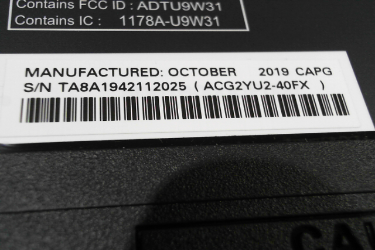 Contains FCC ID : ADTU9W31
Contains IC : 1178A-U9W31
MANUFACTURED: OCTOBER 2019 CAPG
S/N TA8A1942112025 ( ACG2YU2-40FX )